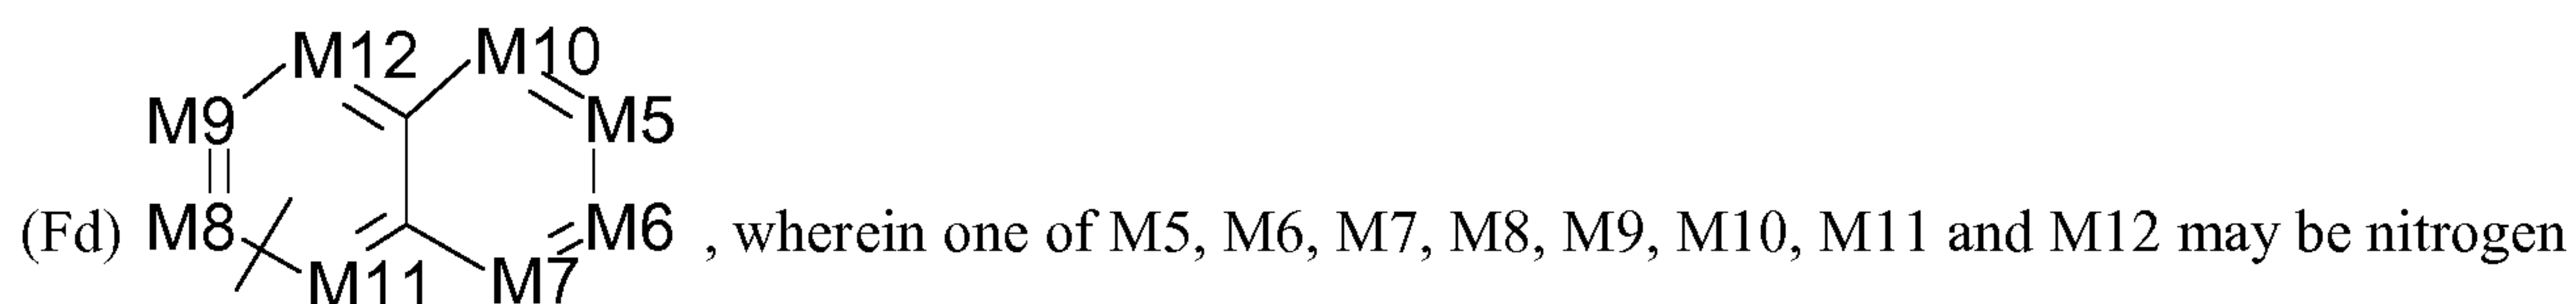 M12 M10
M9 M5
(Fd) M8 M6 , wherein one of M5, M6, M7, M8, M9, M10, M11 and M12 may be nitrogen
M11 M7